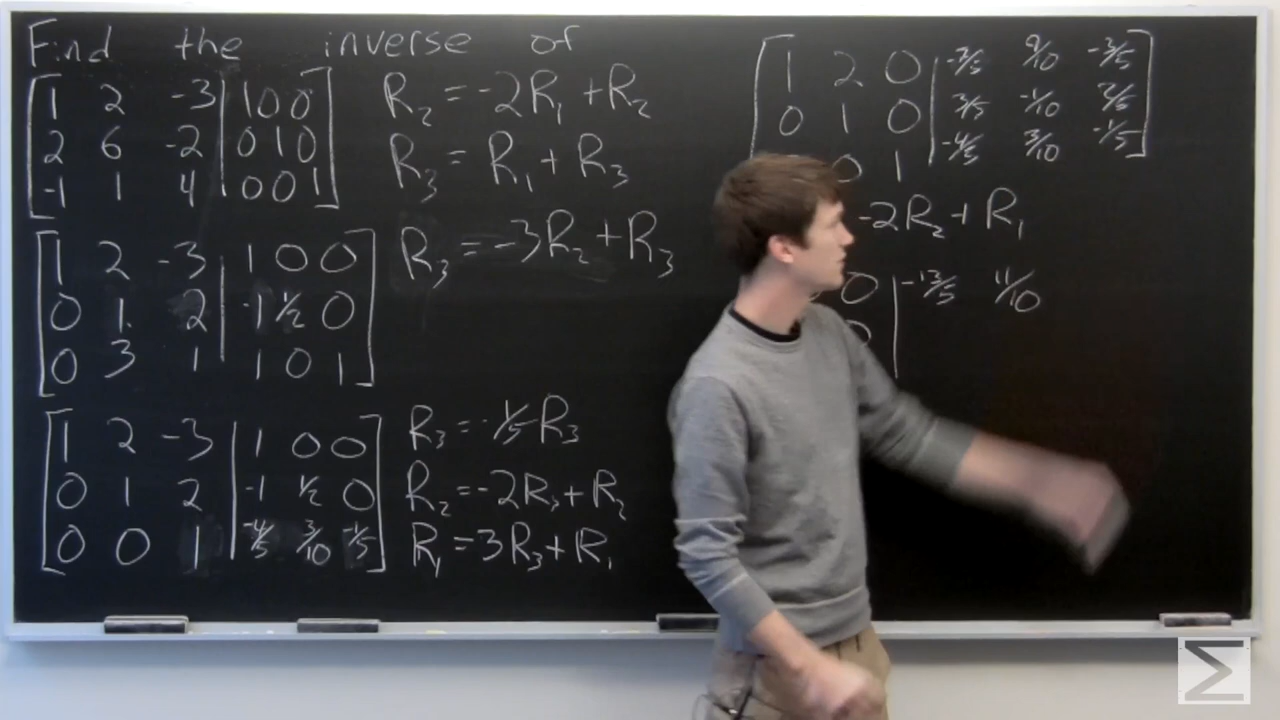 Find the inverse of
1 2 -3 | 1 0 0
2 6 -2 | 0 1 0
-1 1 4 | 0 0 1
R₂ = -2R₁ + R₂
R₃ = R₁ + R₃
1 2 -3 | 1 0 0
0 1 2 | -1 1/2 0
0 3 1 | 1 0 1
R₃ = -3R₂ + R₃
1 2 -3 | 1 0 0
0 1 2 | -1 1/2 0
0 0 1 | -4/5 3/10 -1/5
R₃ = -1/5 R₃
R₂ = -2R₃ + R₂
R₁ = 3R₃ + R₁
1 2 0 | -7/5 9/10 -3/5
0 1 0 | 3/5 -1/10 2/5
0 1 | -4/5 3/10 -1/5
-2R₂ + R₁
0 | -13/5 11/10
0 |
Σ